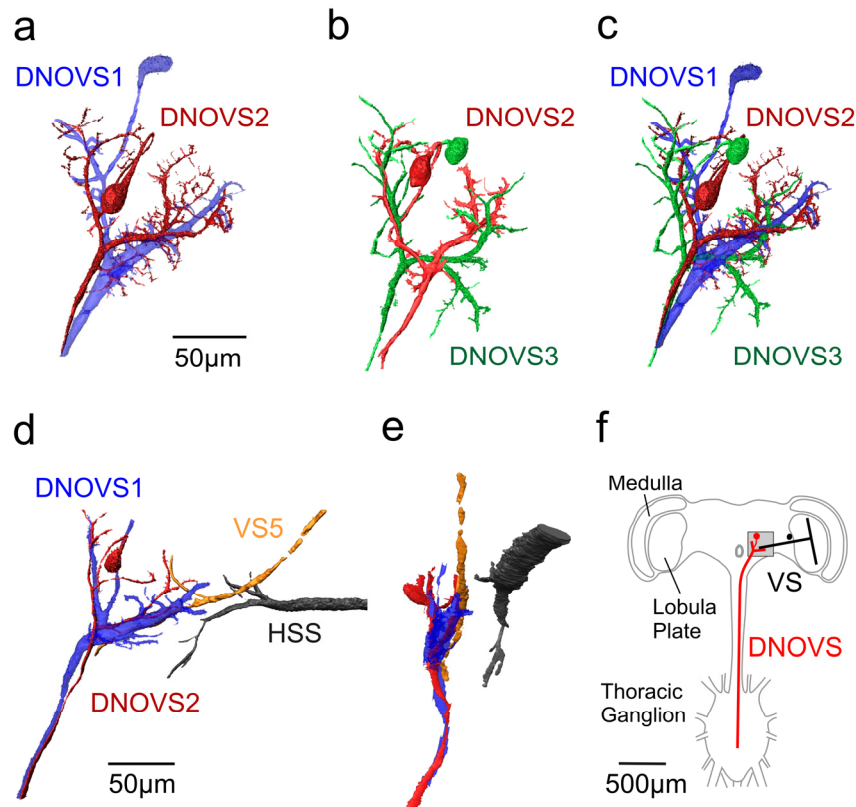 a
DNOVS1
DNOVS2
50µm
b
DNOVS2
DNOVS3
c
DNOVS1
DNOVS2
DNOVS3
d
DNOVS1
VS5
HSS
DNOVS2
50µm
e
f
Medulla
VS
Lobula
Plate
DNOVS
Thoracic
Ganglion
500µm